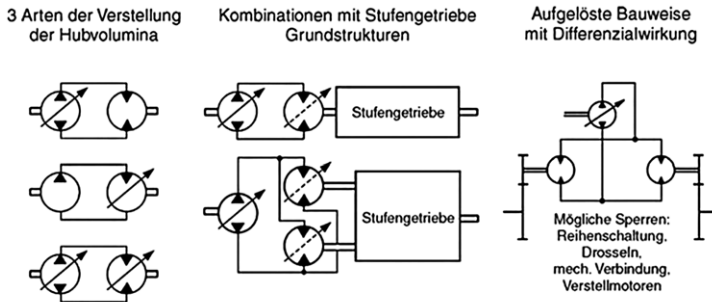 3 Arten der Verstellung
der Hubvolumina
Kombinationen mit Stufengetriebe
Grundstrukturen
Aufgelöste Bauweise
mit Differenzialwirkung
Stufengetriebe
Stufengetriebe
Mögliche Sperren:
Reihenschaltung,
Drosseln,
mech. Verbindung,
Verstellmotoren